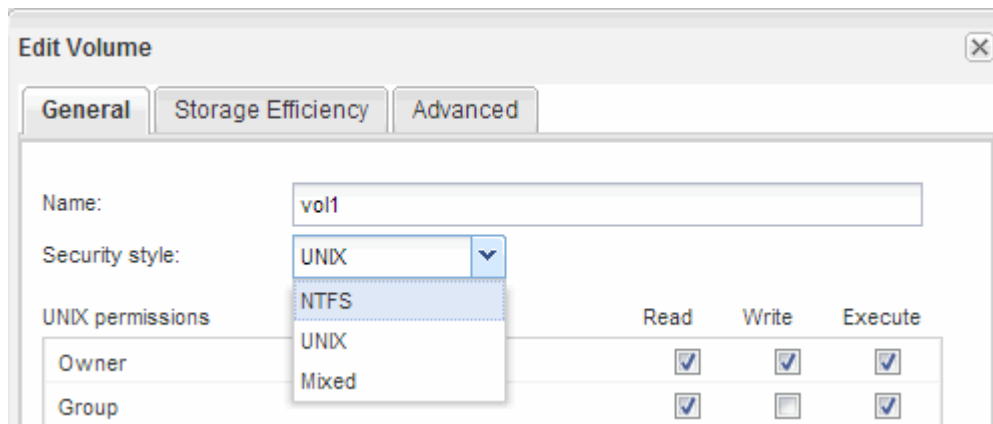 Edit Volume
General Storage Efficiency Advanced
Name: vol1
Security style: UNIX
NTFS
UNIX permissions Read Write Execute
UNIX
Owner
Mixed
Group